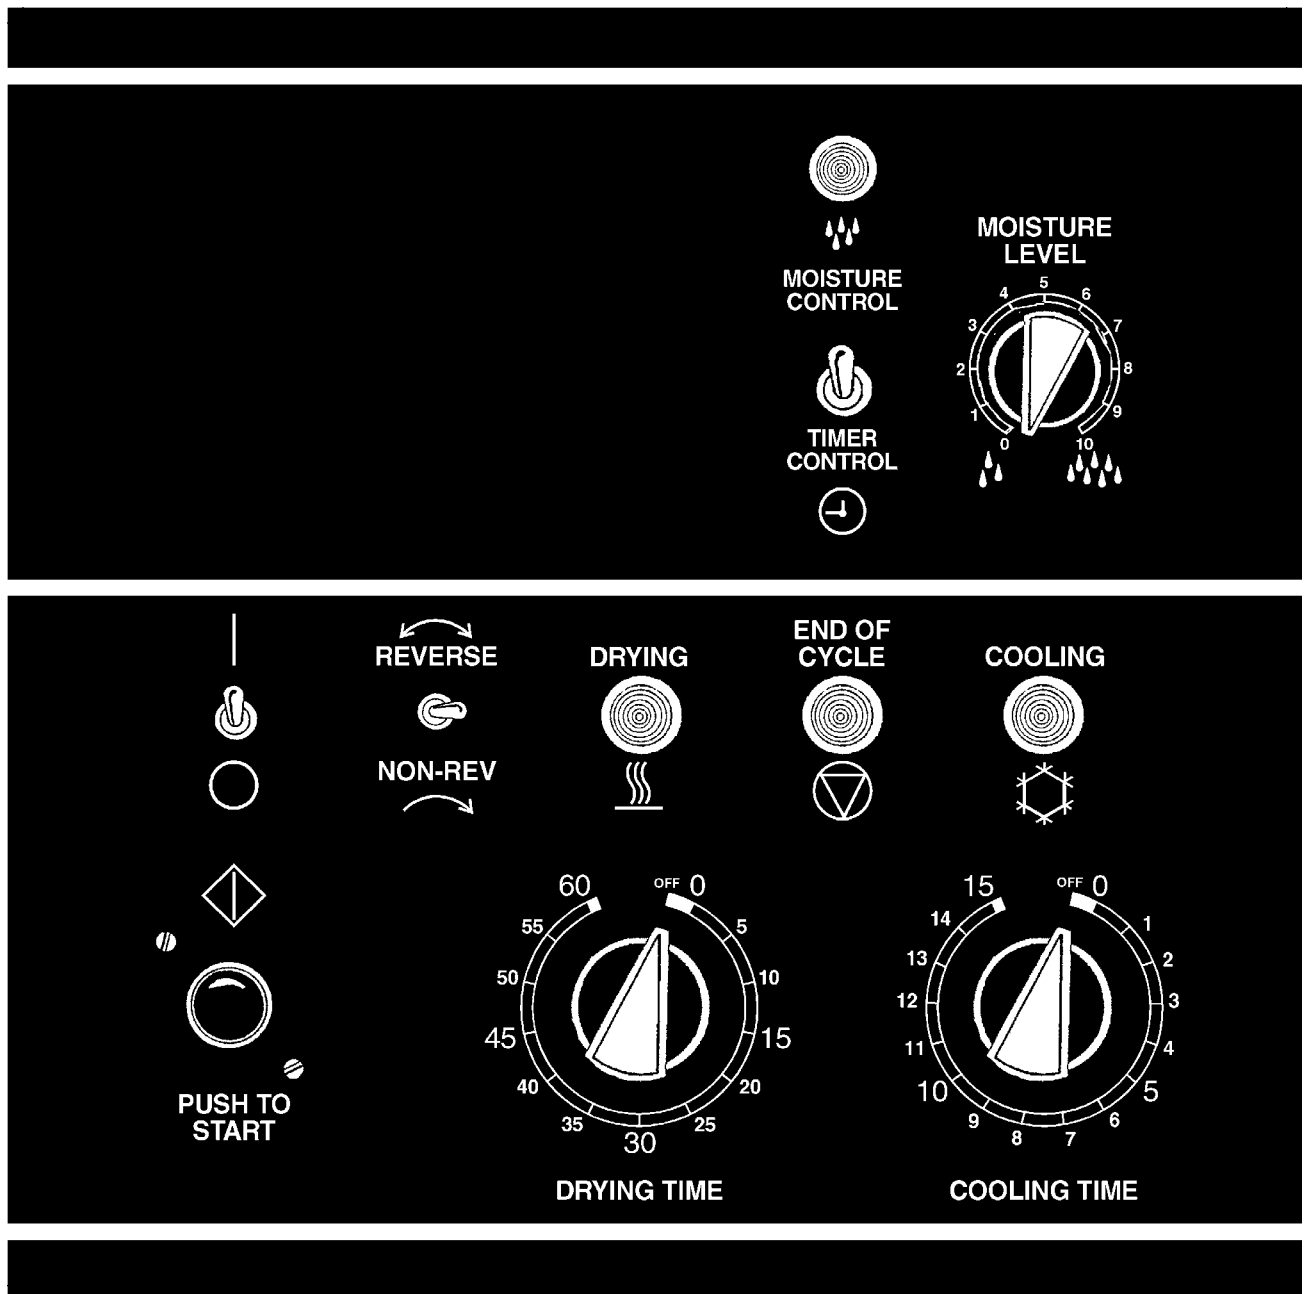 MOISTURE
CONTROL
TIMER
CONTROL
MOISTURE
LEVEL
0
1
2
3
4
5
6
7
8
9
10
REVERSE
NON-REV
DRYING
END OF
CYCLE
COOLING
PUSH TO
START
OFF 0
5
10
15
20
25
30
35
40
45
50
55
60
DRYING TIME
OFF 0
1
2
3
4
5
6
7
8
9
10
11
12
13
14
15
COOLING TIME